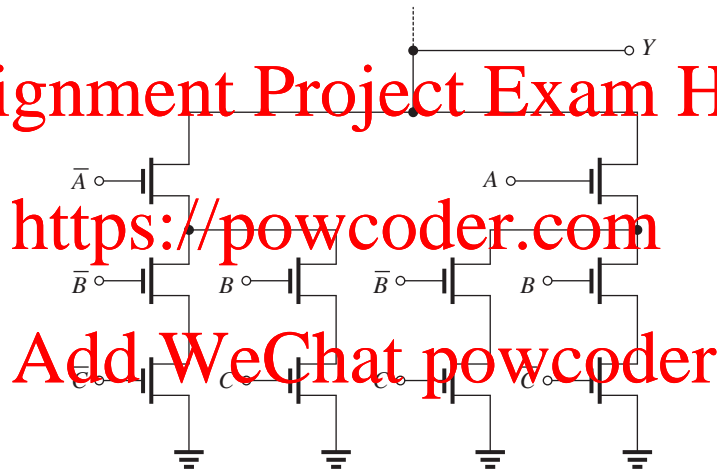 Y
ignment Project Exam H
A̅ A
https://powcoder.com
B̅ B B̅ B
Add WeChat powcoder
C̅ C C C̅